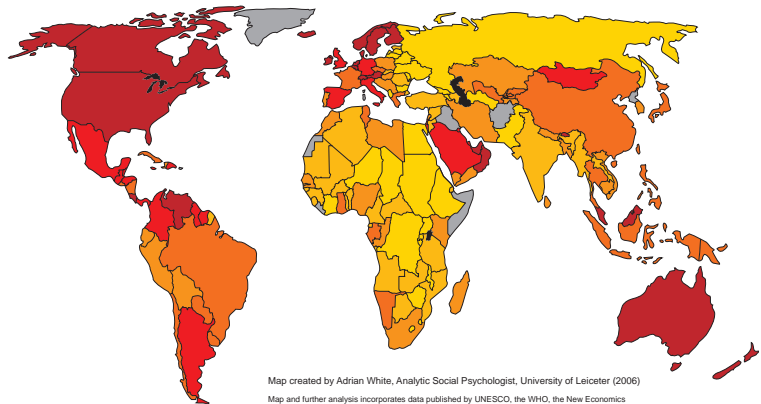 Map created by Adrian White, Analytic Social Psychologist, University of Leiceter (2006)
Map and further analysis incorporates data published by UNESCO, the WHO, the New Economics